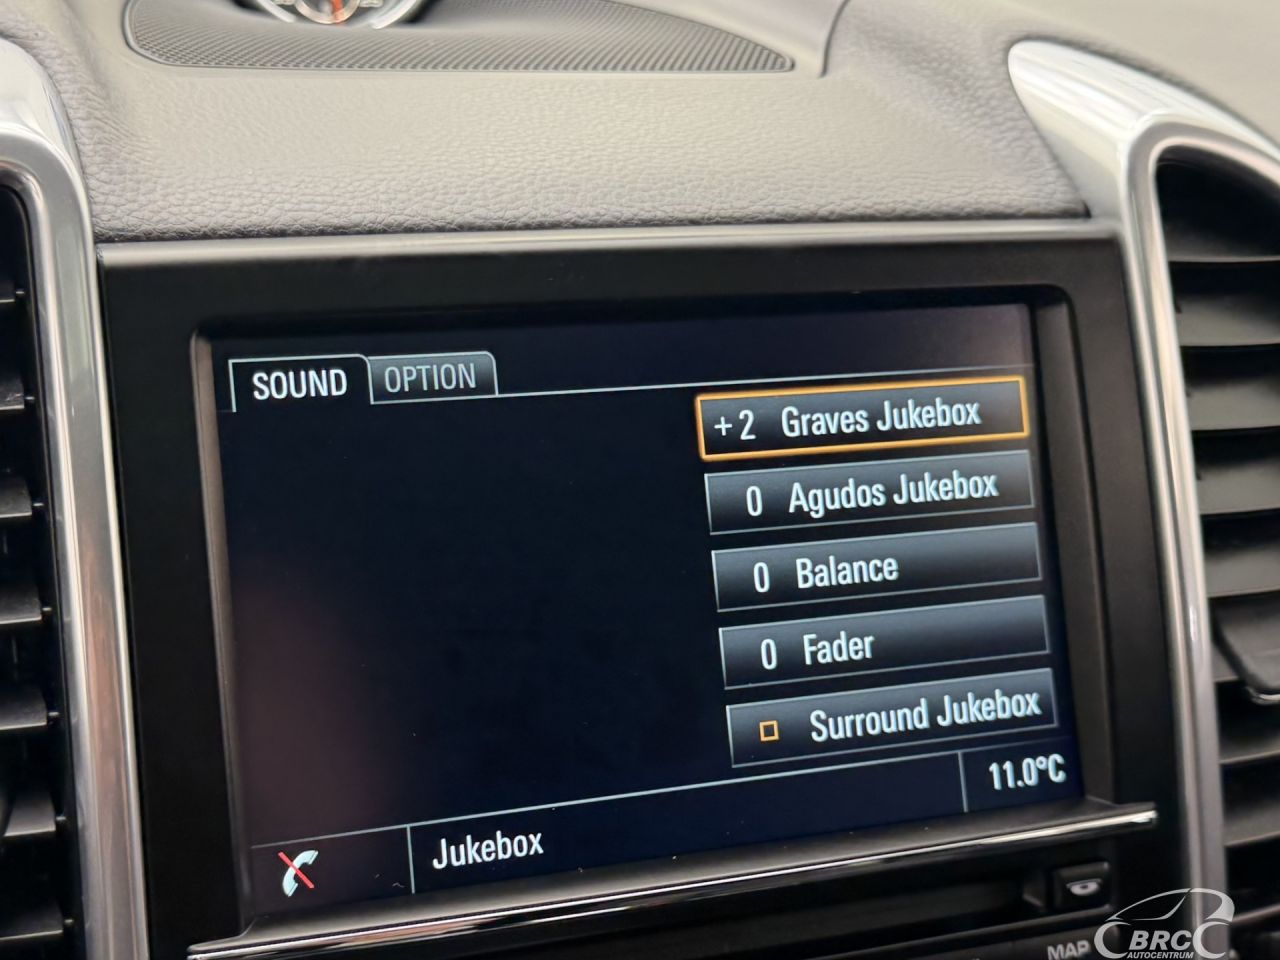 SOUND OPTION
+2 Graves Jukebox
0 Agudos Jukebox
0 Balance
0 Fader
Surround Jukebox
11.0°C
Jukebox
MAP
BRC
AUTOCENTRUM